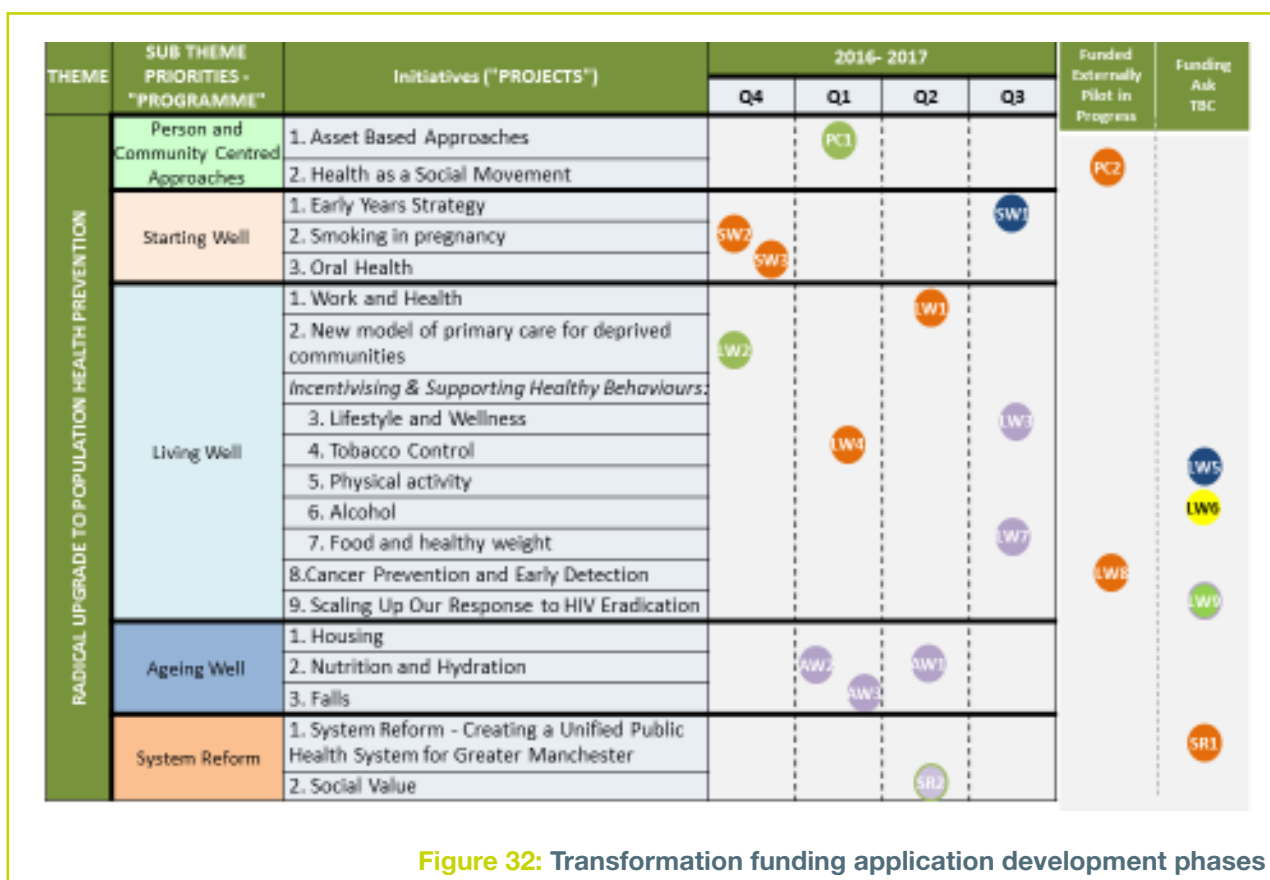 THEME
SUB THEME
PRIORITIES -
"PROGRAMME"
Initiatives ("PROJECTS")
2016- 2017
Q4 Q1 Q2 Q3
Funded
Externally
Pilot in
Progress
Funding
Ask
TBC
RADICAL UPGRADE TO POPULATION HEALTH PREVENTION
Person and
Community Centred
Approaches
1. Asset Based Approaches
PC1
2. Health as a Social Movement
PC2
Starting Well
1. Early Years Strategy
SW1
2. Smoking in pregnancy
SW2
3. Oral Health
SW3
Living Well
1. Work and Health
LW1
2. New model of primary care for deprived
communities
LW2
Incentivising & Supporting Healthy Behaviours:
3. Lifestyle and Wellness
LW3
4. Tobacco Control
LW4
5. Physical activity
LW5
6. Alcohol
LW6
7. Food and healthy weight
LW7
8.Cancer Prevention and Early Detection
LW8
9. Scaling Up Our Response to HIV Eradication
LW9
Ageing Well
1. Housing
2. Nutrition and Hydration
AW2 AW1
3. Falls
AW3
System Reform
1. System Reform - Creating a Unified Public
Health System for Greater Manchester
SR1
2. Social Value
SR2
Figure 32: Transformation funding application development phases